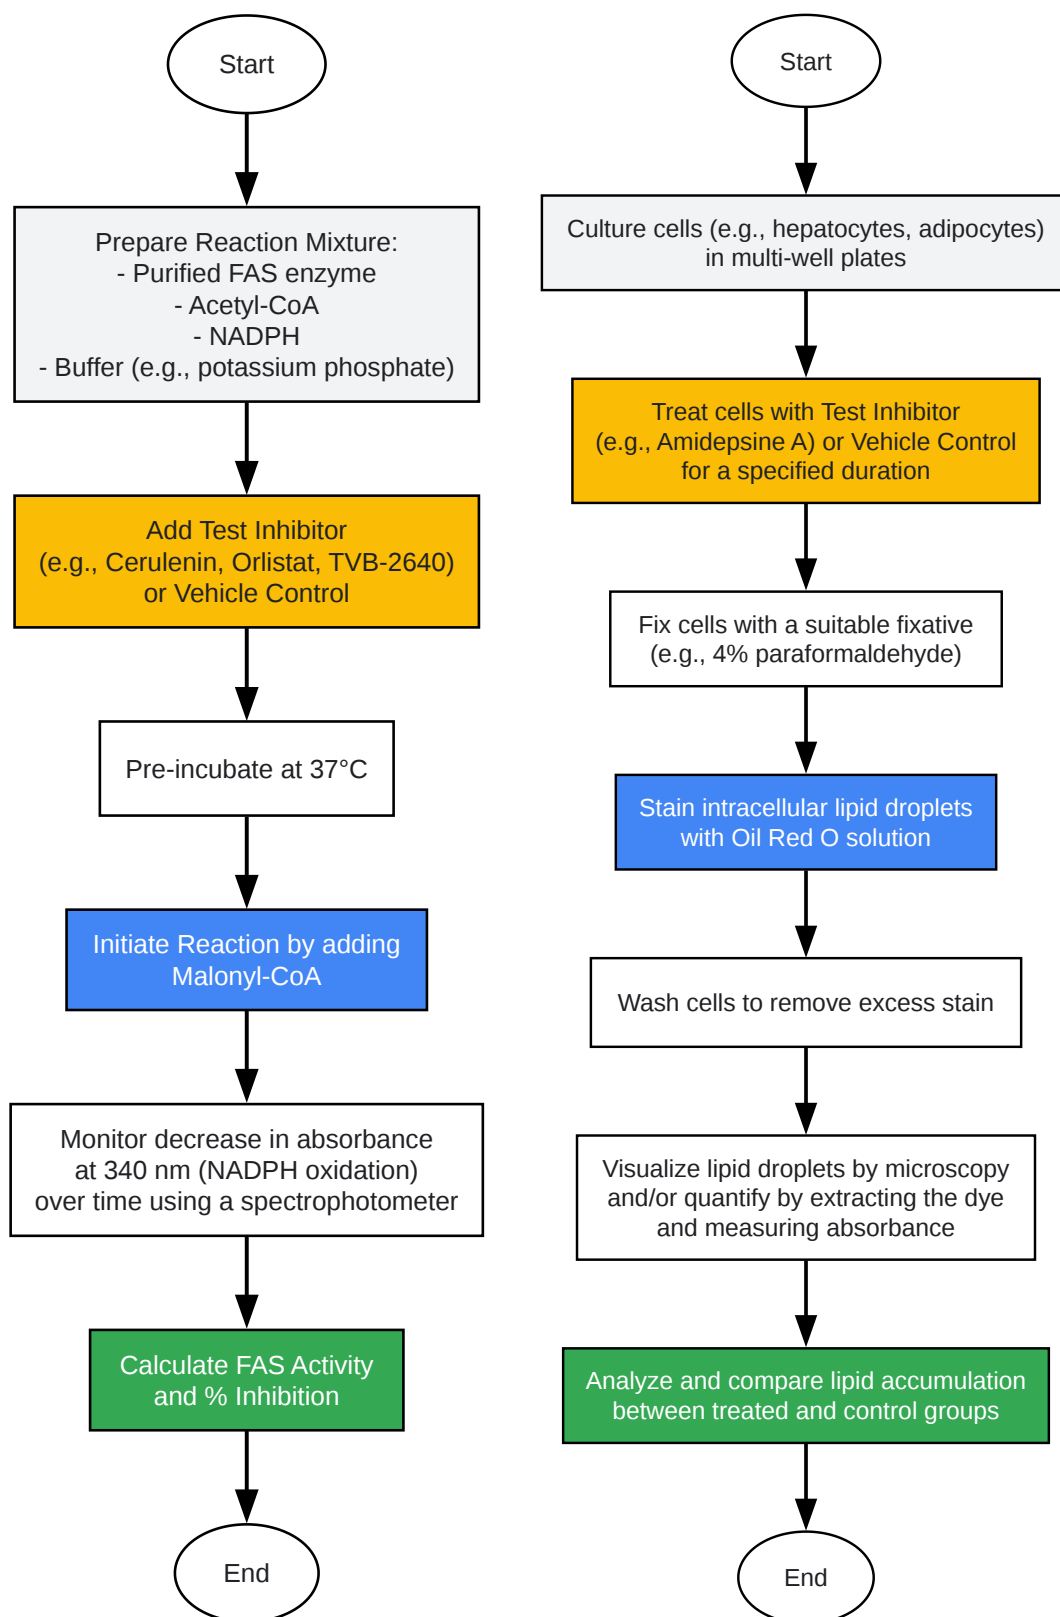 Start
Prepare Reaction Mixture:
- Purified FAS enzyme
- Acetyl-CoA
- NADPH
- Buffer (e.g., potassium phosphate)
Add Test Inhibitor
(e.g., Cerulenin, Orlistat, TVB-2640)
or Vehicle Control
Pre-incubate at 37°C
Initiate Reaction by adding
Malonyl-CoA
Monitor decrease in absorbance
at 340 nm (NADPH oxidation)
over time using a spectrophotometer
Calculate FAS Activity
and % Inhibition
End
Start
Culture cells (e.g., hepatocytes, adipocytes)
in multi-well plates
Treat cells with Test Inhibitor
(e.g., Amidepsine A) or Vehicle Control
for a specified duration
Fix cells with a suitable fixative
(e.g., 4% paraformaldehyde)
Stain intracellular lipid droplets
with Oil Red O solution
Wash cells to remove excess stain
Visualize lipid droplets by microscopy
and/or quantify by extracting the dye
and measuring absorbance
Analyze and compare lipid accumulation
between treated and control groups
End